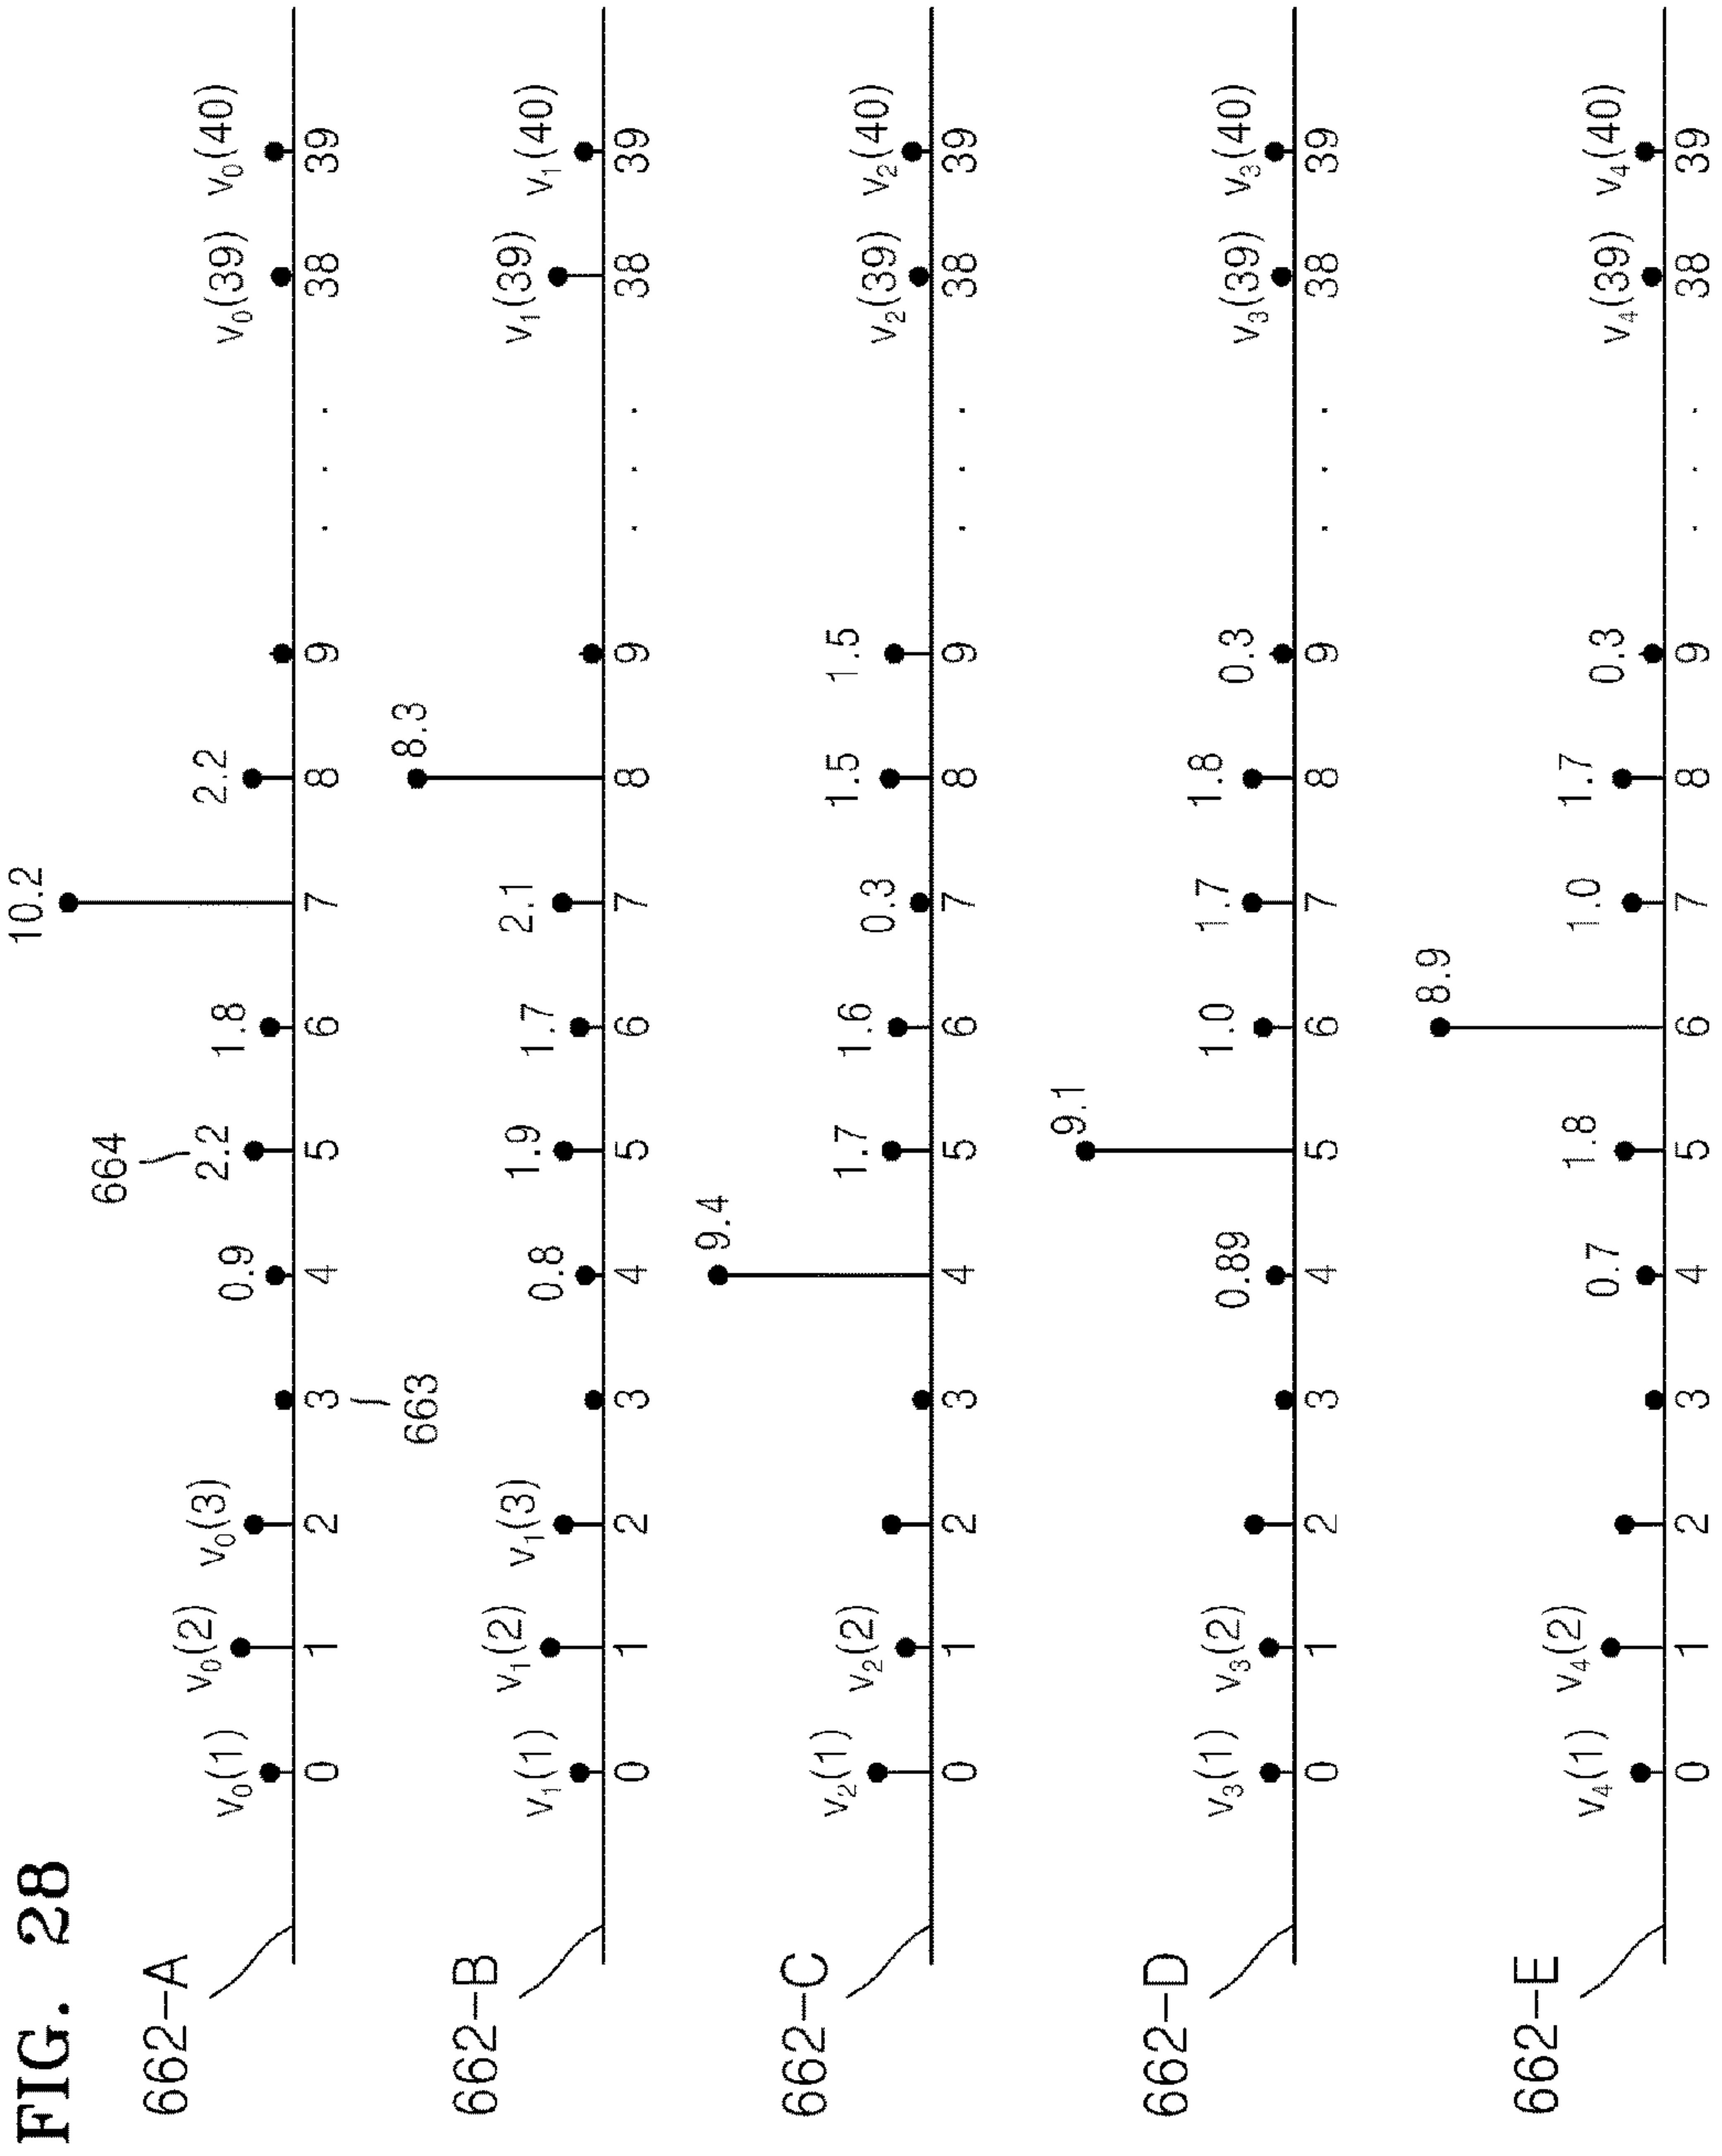 FIG. 28
662-A
v₀(1) v₀(2) v₀(3) 0.9 2.2 1.8 10.2 2.2 v₀(39) v₀(40)
664
0 1 2 3 4 5 6 7 8 9 . . . 38 39
663
662-B
v₁(1) v₁(2) v₁(3) 0.8 1.9 1.7 2.1 8.3 v₁(39) v₁(40)
0 1 2 3 4 5 6 7 8 9 . . . 38 39
662-C
v₂(1) v₂(2) 9.4 1.7 1.6 0.3 1.5 1.5 v₂(39) v₂(40)
0 1 2 3 4 5 6 7 8 9 . . . 38 39
662-D
v₃(1) v₃(2) 0.89 9.1 1.0 1.7 1.8 0.3 v₃(39) v₃(40)
0 1 2 3 4 5 6 7 8 9 . . . 38 39
662-E
v₄(1) v₄(2) 0.7 1.8 8.9 1.0 1.7 0.3 v₄(39) v₄(40)
0 1 2 3 4 5 6 7 8 9 . . . 38 39